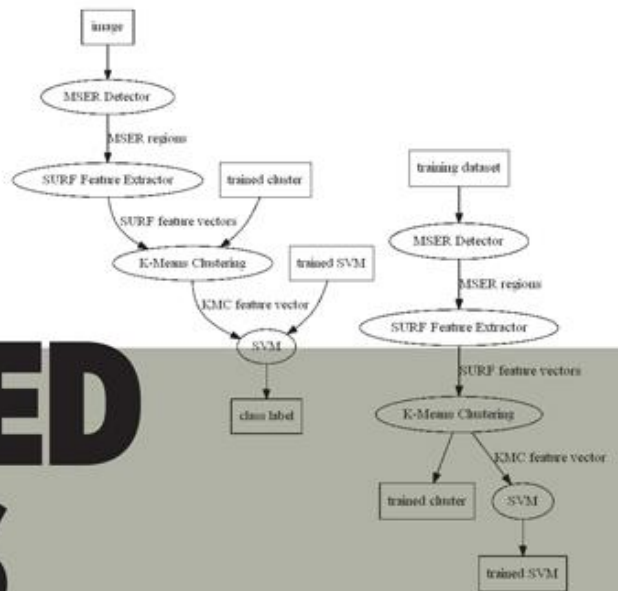 image
MSER Detector
MSER regions
SURF Feature Extractor
trained cluster
SURF feature vectors
K-Means Clustering
trained SVM
KMC feature vector
SVM
class label
training dataset
MSER Detector
MSER regions
SURF Feature Extractor
SURF feature vectors
K-Means Clustering
KMC feature vector
trained cluster
SVM
trained SVM
ED
S